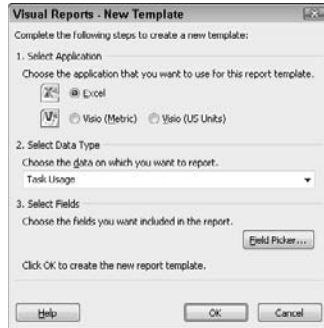 Visual Reports - New Template
Complete the following steps to create a new template:
1. Select Application
Choose the application that you want to use for this report template.
Excel
Visio (Metric) Visio (US Units)
2. Select Data Type
Choose the data on which you want to report.
Task Usage
3. Select Fields
Choose the fields you want included in the report.
Field Picker...
Click OK to create the new report template.
Help OK Cancel